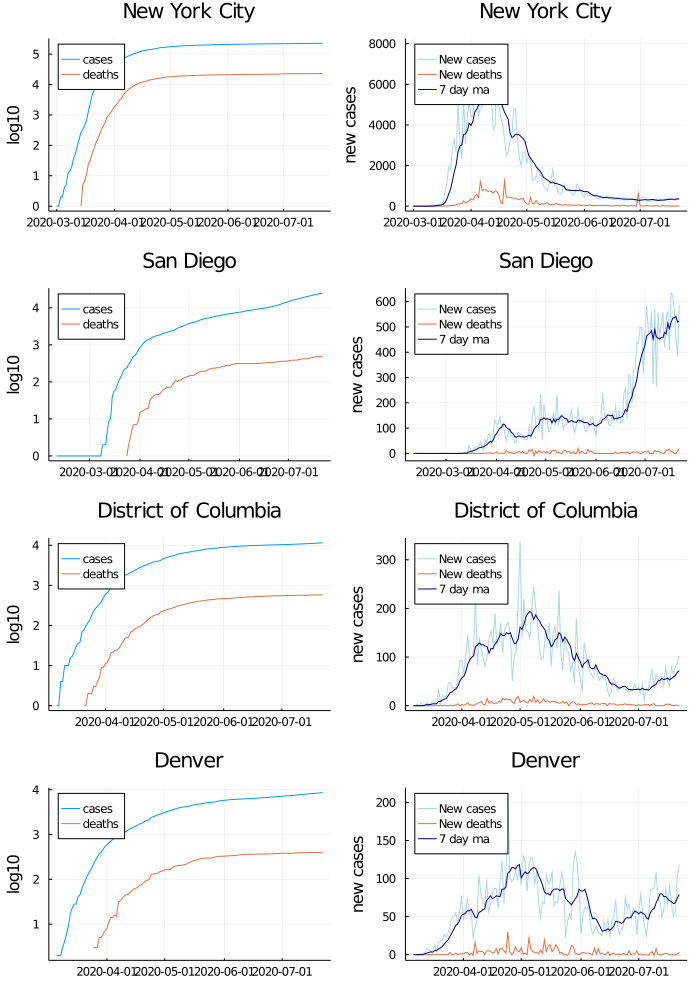 New York City
log10
5
4
3
2
1
0
cases
deaths
2020-03-01 2020-04-01 2020-05-01 2020-06-01 2020-07-01
New York City
new cases
8000
6000
4000
2000
0
New cases
New deaths
7 day ma
2020-03-01 2020-04-01 2020-05-01 2020-06-01 2020-07-01
San Diego
log10
4
3
2
1
0
cases
deaths
2020-03-01 2020-04-01 2020-05-01 2020-06-01 2020-07-01
San Diego
new cases
600
500
400
300
200
100
0
New cases
New deaths
7 day ma
2020-03-01 2020-04-01 2020-05-01 2020-06-01 2020-07-01
District of Columbia
log10
4
3
2
1
0
cases
deaths
2020-04-01 2020-05-01 2020-06-01 2020-07-01
District of Columbia
new cases
300
200
100
0
New cases
New deaths
7 day ma
2020-04-01 2020-05-01 2020-06-01 2020-07-01
Denver
log10
4
3
2
1
cases
deaths
2020-04-01 2020-05-01 2020-06-01 2020-07-01
Denver
new cases
200
150
100
50
0
New cases
New deaths
7 day ma
2020-04-01 2020-05-01 2020-06-01 2020-07-01